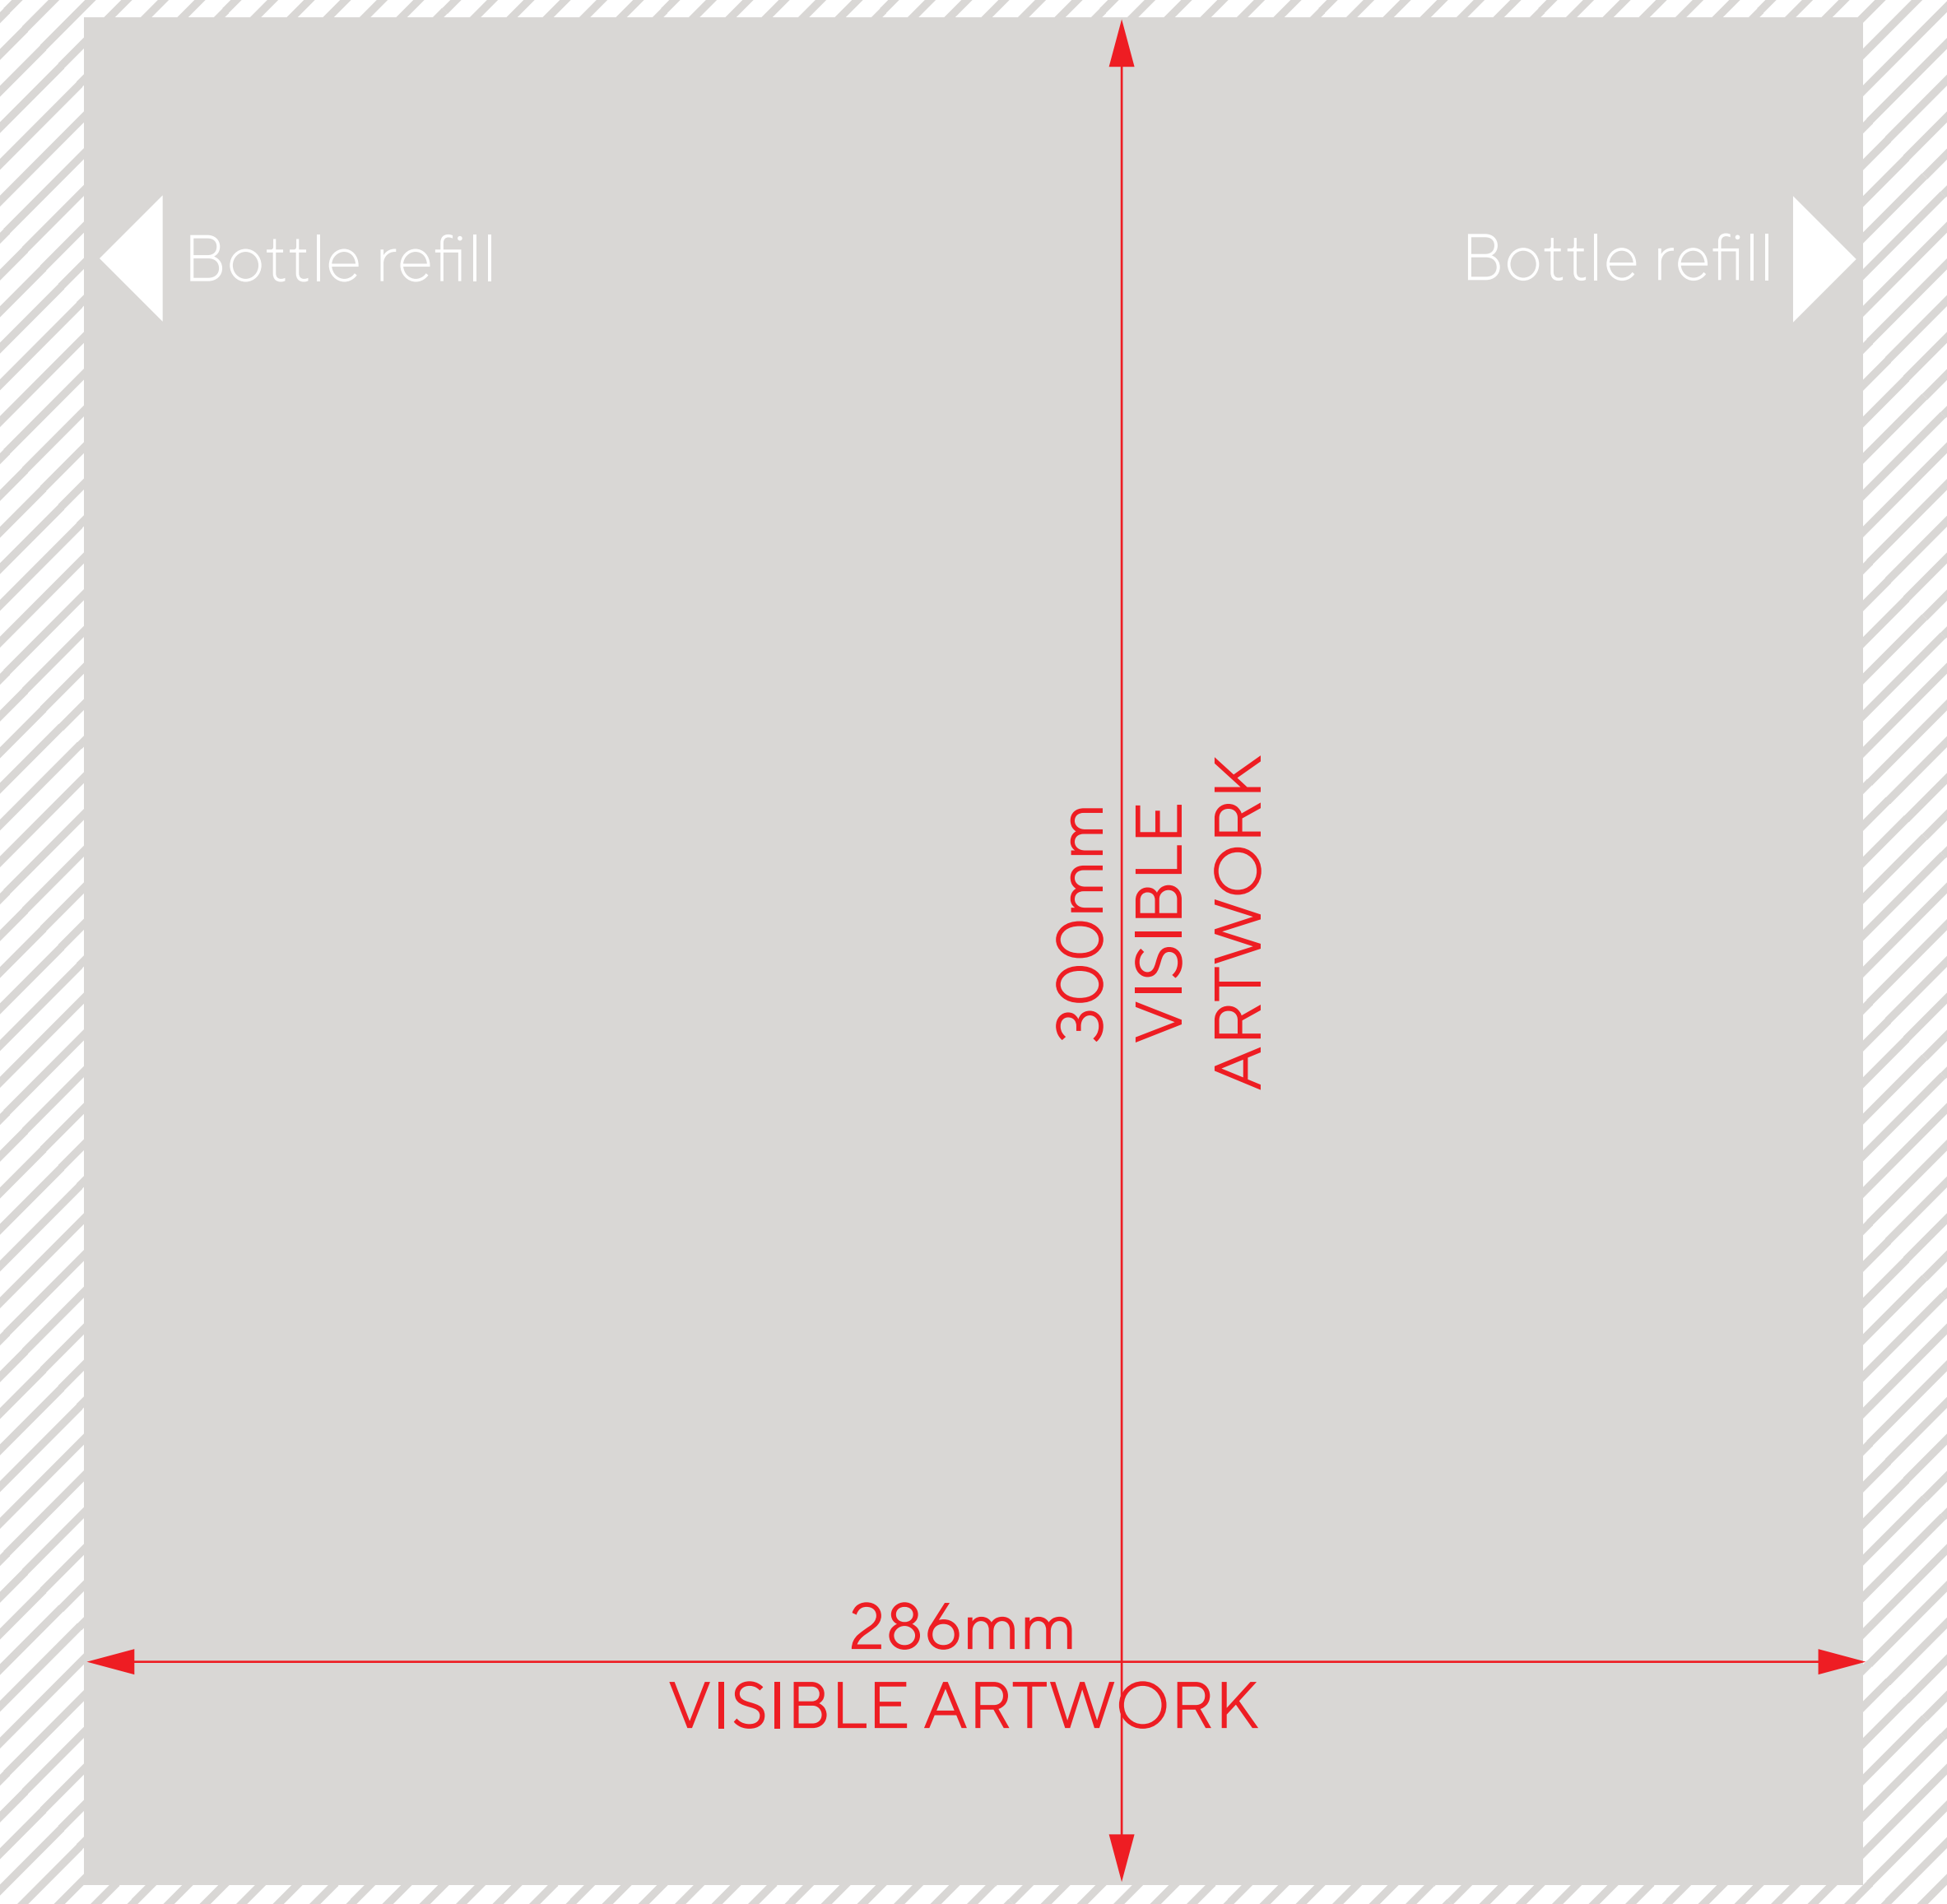 Bottle refill
Bottle refill
300mm
VISIBLE
ARTWORK
286mm
VISIBLE ARTWORK